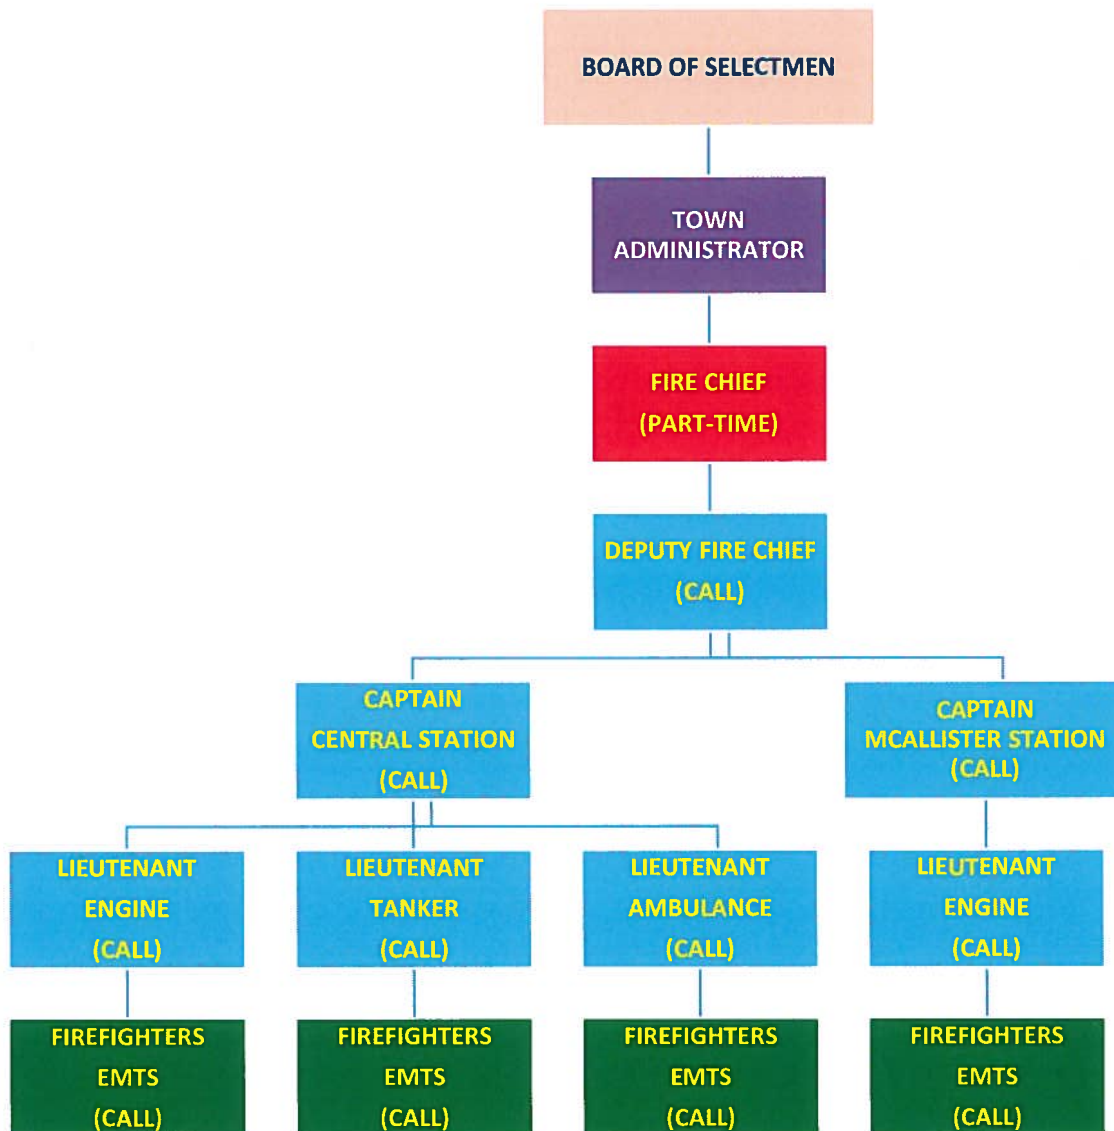 BOARD OF SELECTMEN
TOWN
ADMINISTRATOR
FIRE CHIEF
(PART-TIME)
DEPUTY FIRE CHIEF
(CALL)
CAPTAIN
CENTRAL STATION
(CALL)
CAPTAIN
MCALLISTER STATION
(CALL)
LIEUTENANT
ENGINE
(CALL)
LIEUTENANT
TANKER
(CALL)
LIEUTENANT
AMBULANCE
(CALL)
LIEUTENANT
ENGINE
(CALL)
FIREFIGHTERS
EMTS
(CALL)
FIREFIGHTERS
EMTS
(CALL)
FIREFIGHTERS
EMTS
(CALL)
FIREFIGHTERS
EMTS
(CALL)